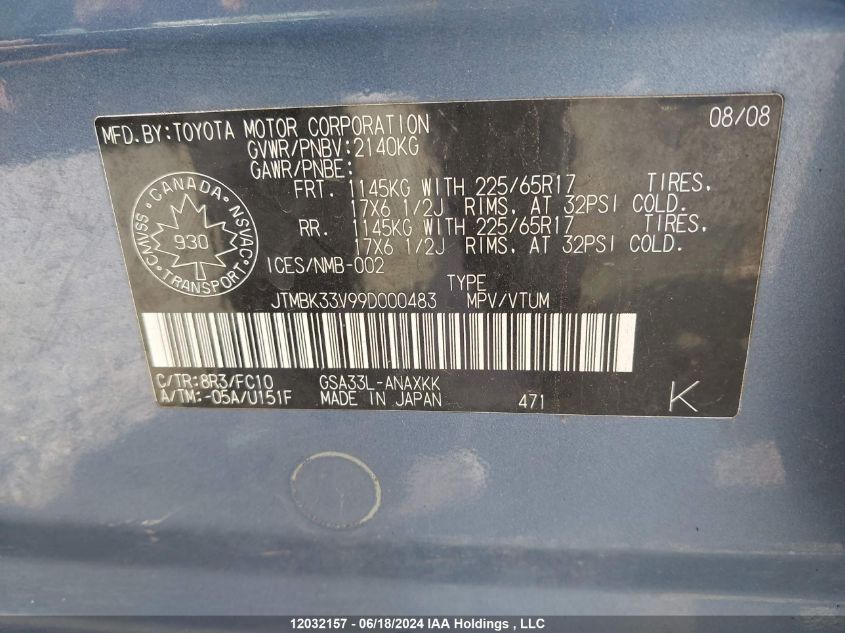 MFD.BY:TOYOTA MOTOR CORPORATION 08/08
GVWR/PNBV:2140KG
GAWR/PNBE:
FRT. 1145KG WITH 225/65R17 TIRES,
17X6 1/2J RIMS, AT 32PSI COLD.
RR. 1145KG WITH 225/65R17 TIRES,
17X6 1/2J RIMS, AT 32PSI COLD.
CANADA
CMVSS 930 NSVAC
TRANSPORT
ICES/NMB-002
TYPE
JTMBK33V99D000483 MPV/VTUM
C/TR:8R3/FC10 GSA33L-ANAXKK
A/TM:-05A/U151F MADE IN JAPAN 471 K
12032157 - 06/18/2024 IAA Holdings , LLC